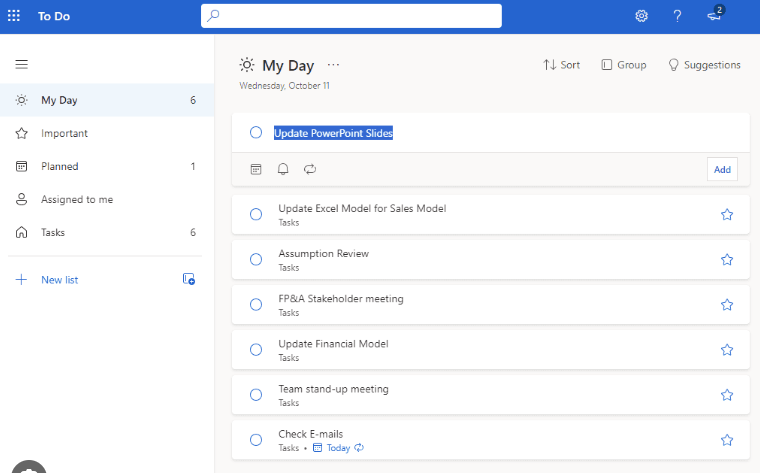 To Do
2
My Day
6
Important
Planned
1
Assigned to me
Tasks
6
New list
My Day ...
Sort
Group
Suggestions
Wednesday, October 11
Update PowerPoint Slides
Add
Update Excel Model for Sales Model
Tasks
Assumption Review
Tasks
FP&A Stakeholder meeting
Tasks
Update Financial Model
Tasks
Team stand-up meeting
Tasks
Check E-mails
Tasks • Today